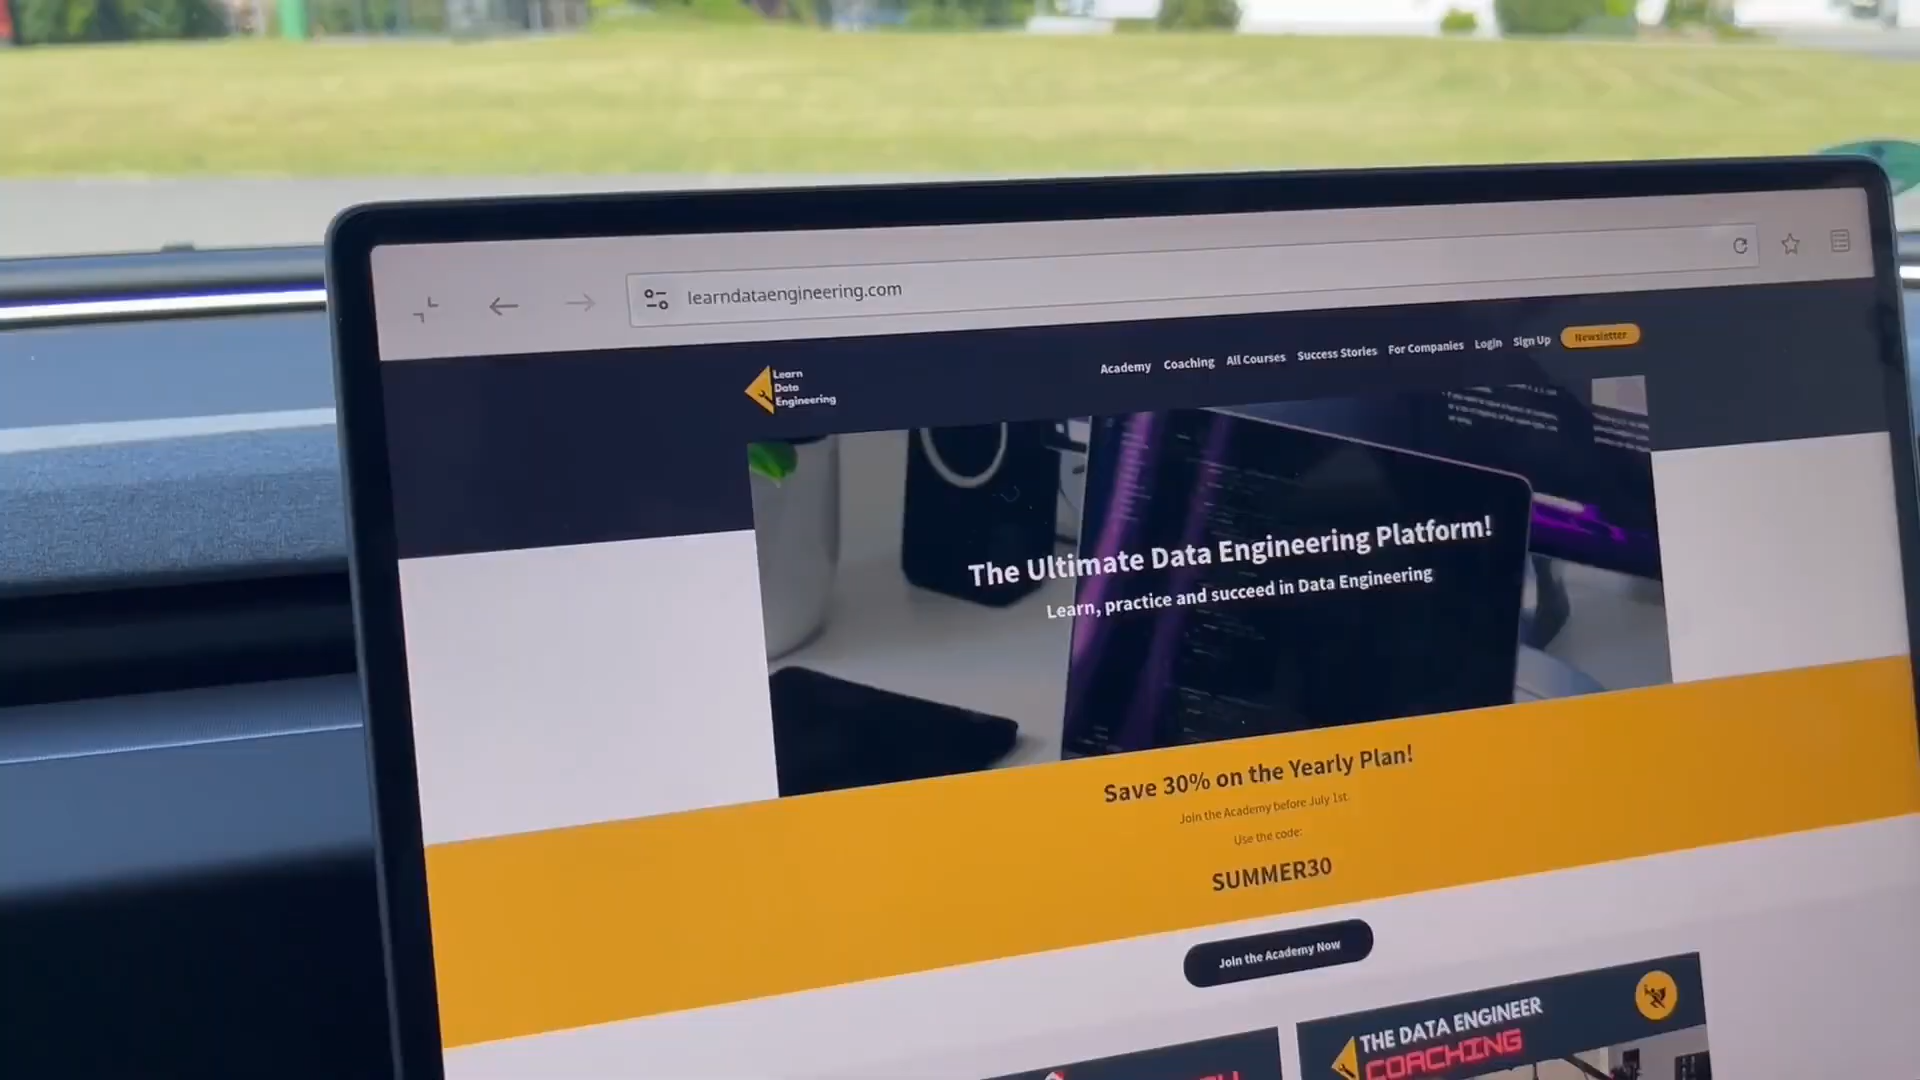 learndataengineering.com
Learn
Data
Engineering
Academy Coaching All Courses Success Stories For Companies Login Sign Up Newsletter
The Ultimate Data Engineering Platform!
Learn, practice and succeed in Data Engineering
Save 30% on the Yearly Plan!
Join the Academy before July 1st.
Use the code:
SUMMER30
Join the Academy Now
THE DATA ENGINEER
COACHING